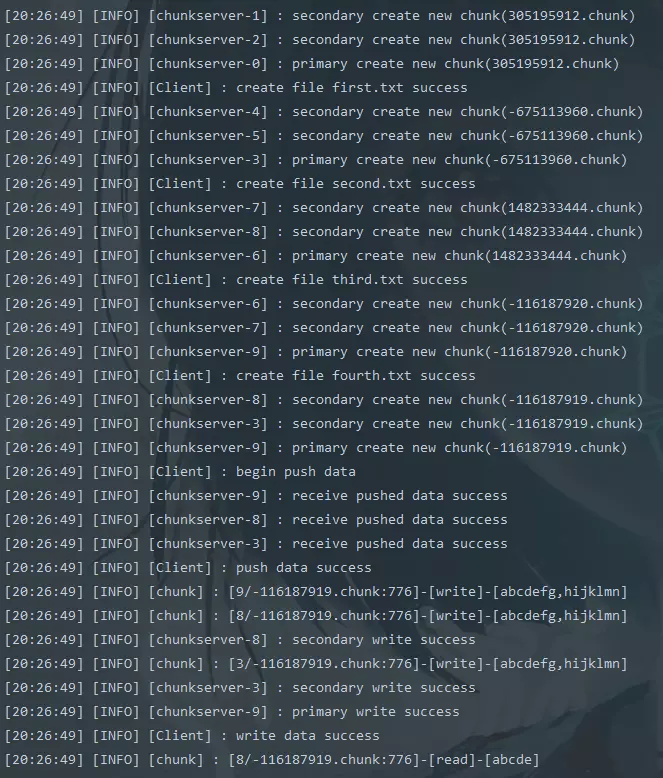 [20:26:49] [INFO] [chunkserver-1] : secondary create new chunk(305195912.chunk)
[20:26:49] [INFO] [chunkserver-2] : secondary create new chunk(305195912.chunk)
[20:26:49] [INFO] [chunkserver-0] : primary create new chunk(305195912.chunk)
[20:26:49] [INFO] [Client] : create file first.txt success
[20:26:49] [INFO] [chunkserver-4] : secondary create new chunk(-675113960.chunk)
[20:26:49] [INFO] [chunkserver-5] : secondary create new chunk(-675113960.chunk)
[20:26:49] [INFO] [chunkserver-3] : primary create new chunk(-675113960.chunk)
[20:26:49] [INFO] [Client] : create file second.txt success
[20:26:49] [INFO] [chunkserver-7] : secondary create new chunk(1482333444.chunk)
[20:26:49] [INFO] [chunkserver-8] : secondary create new chunk(1482333444.chunk)
[20:26:49] [INFO] [chunkserver-6] : primary create new chunk(1482333444.chunk)
[20:26:49] [INFO] [Client] : create file third.txt success
[20:26:49] [INFO] [chunkserver-6] : secondary create new chunk(-116187920.chunk)
[20:26:49] [INFO] [chunkserver-7] : secondary create new chunk(-116187920.chunk)
[20:26:49] [INFO] [chunkserver-9] : primary create new chunk(-116187920.chunk)
[20:26:49] [INFO] [Client] : create file fourth.txt success
[20:26:49] [INFO] [chunkserver-8] : secondary create new chunk(-116187919.chunk)
[20:26:49] [INFO] [chunkserver-3] : secondary create new chunk(-116187919.chunk)
[20:26:49] [INFO] [chunkserver-9] : primary create new chunk(-116187919.chunk)
[20:26:49] [INFO] [Client] : begin push data
[20:26:49] [INFO] [chunkserver-9] : receive pushed data success
[20:26:49] [INFO] [chunkserver-8] : receive pushed data success
[20:26:49] [INFO] [chunkserver-3] : receive pushed data success
[20:26:49] [INFO] [Client] : push data success
[20:26:49] [INFO] [chunk] : [9/-116187919.chunk:776]-[write]-[abcdefg,hijklmn]
[20:26:49] [INFO] [chunk] : [8/-116187919.chunk:776]-[write]-[abcdefg,hijklmn]
[20:26:49] [INFO] [chunkserver-8] : secondary write success
[20:26:49] [INFO] [chunk] : [3/-116187919.chunk:776]-[write]-[abcdefg,hijklmn]
[20:26:49] [INFO] [chunkserver-3] : secondary write success
[20:26:49] [INFO] [chunkserver-9] : primary write success
[20:26:49] [INFO] [Client] : write data success
[20:26:49] [INFO] [chunk] : [8/-116187919.chunk:776]-[read]-[abcde]